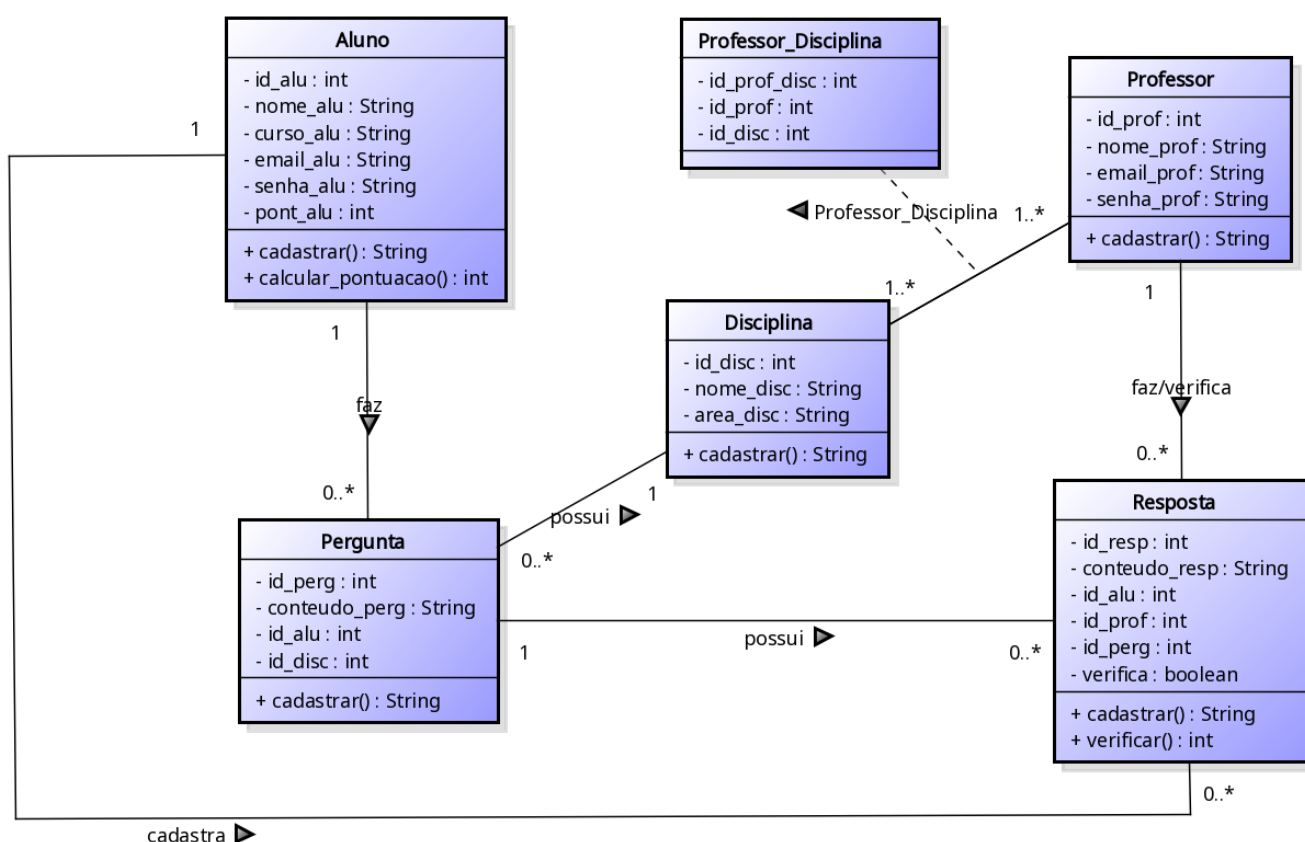 Aluno
- id_alu : int
- nome_alu : String
- curso_alu : String
- email_alu : String
- senha_alu : String
- pont_alu : int
+ cadastrar() : String
+ calcular_pontuacao() : int
Professor_Disciplina
- id_prof_disc : int
- id_prof : int
- id_disc : int
Professor
- id_prof : int
- nome_prof : String
- email_prof : String
- senha_prof : String
+ cadastrar() : String
1
Professor_Disciplina
1..*
1..*
Disciplina
- id_disc : int
- nome_disc : String
- area_disc : String
+ cadastrar() : String
1
faz
0..*
1
faz/verifica
0..*
1
possui
0..*
Pergunta
- id_perg : int
- conteudo_perg : String
- id_alu : int
- id_disc : int
+ cadastrar() : String
1
possui
0..*
Resposta
- id_resp : int
- conteudo_resp : String
- id_alu : int
- id_prof : int
- id_perg : int
- verifica : boolean
+ cadastrar() : String
+ verificar() : int
0..*
cadastra